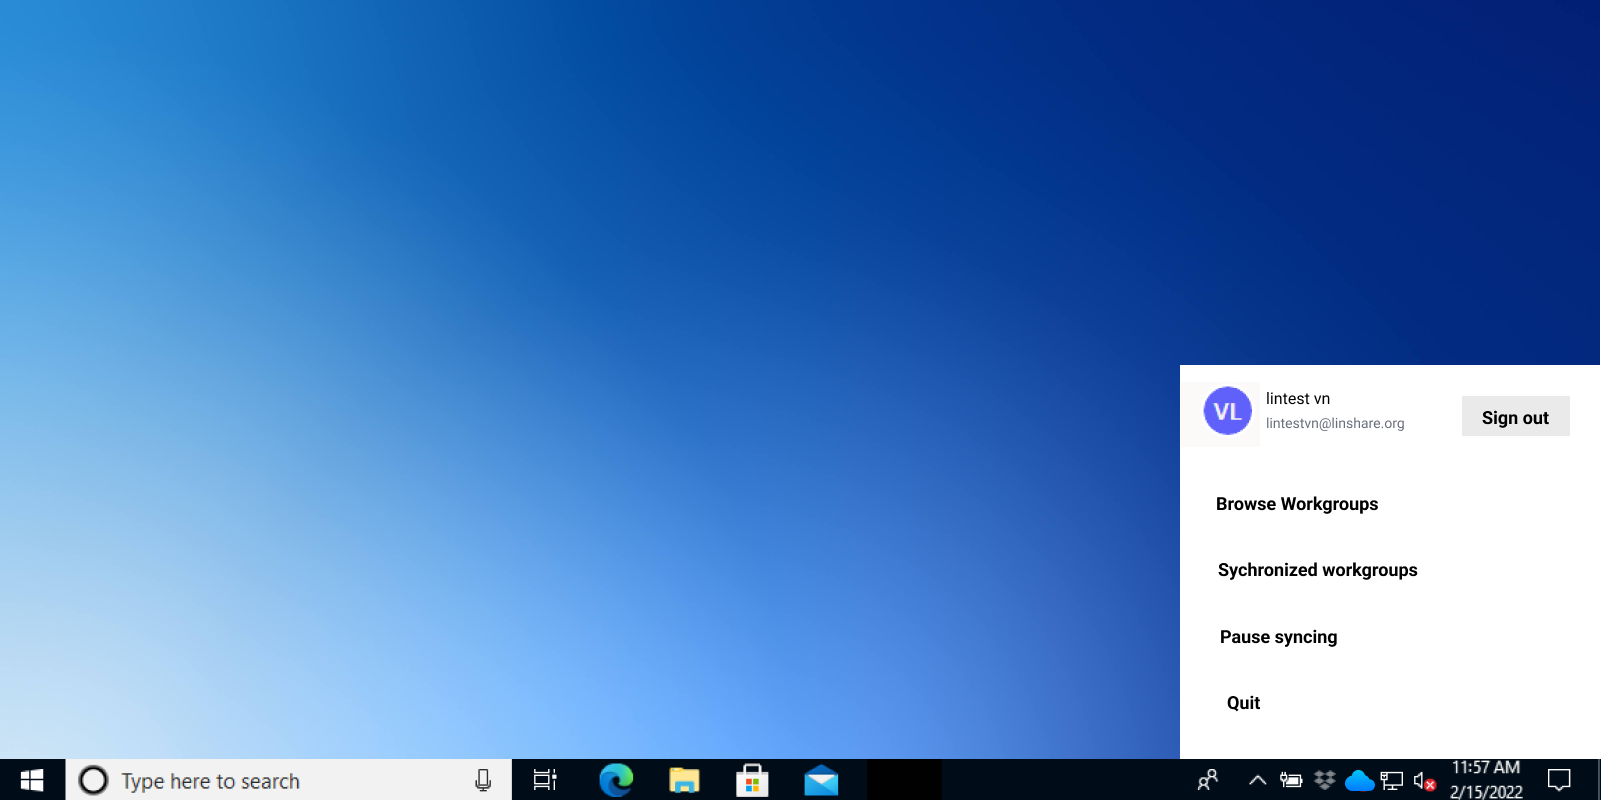 VL
lintest vn
lintestvn@linshare.org
Sign out
Browse Workgroups
Sychronized workgroups
Pause syncing
Quit
Type here to search
11:57 AM
2/15/2022